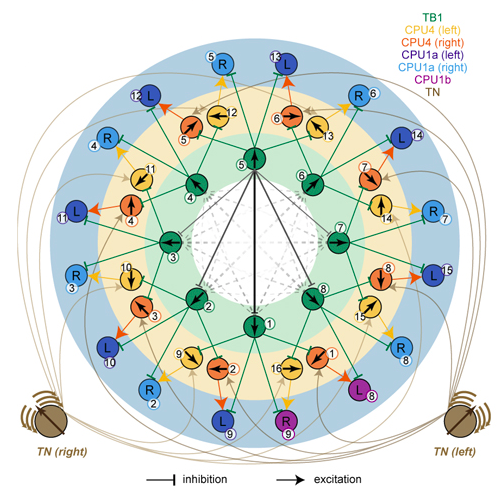 TB1
CPU4 (left)
CPU4 (right)
CPU1a (left)
CPU1a (right)
CPU1b
TN
5 R
13 L
12 L
R 6
5
12
6
13
4 R
L 14
11
5
7
4
6
11 L
4
3
7
14
R 7
3 R
10
3
2
8
15
L 15
10 L
9
2
1
16
1
R 8
R 2
L 9
R 9
L 8
TN (right)
TN (left)
inhibition
excitation